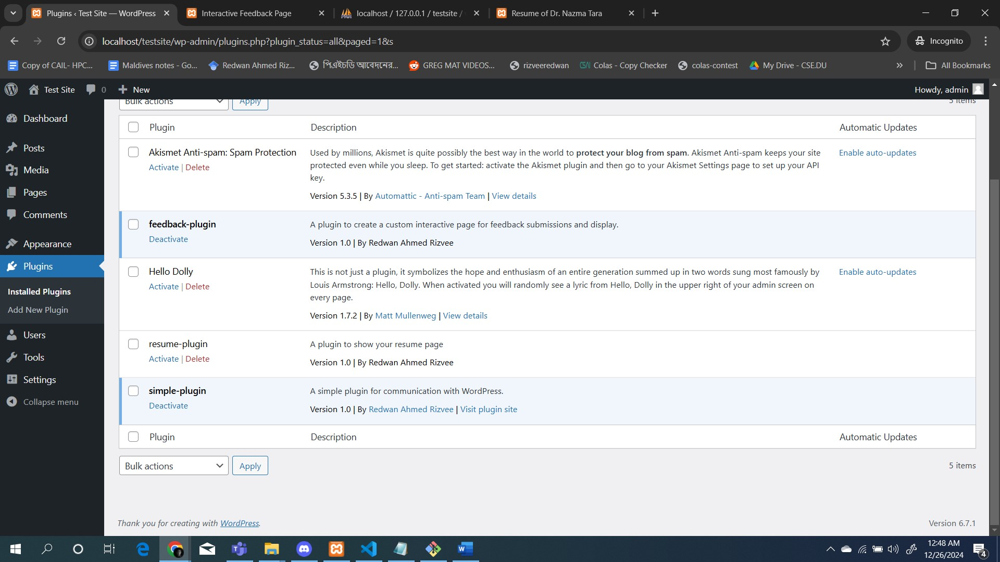 Plugins ‹ Test Site — WordPress
Interactive Feedback Page
localhost / 127.0.0.1 / testsite /
Resume of Dr. Nazma Tara
localhost/testsite/wp-admin/plugins.php?plugin_status=all&paged=1&s
Incognito
Copy of CAIL- HPC...
Maldives notes - Go...
Redwan Ahmed Riz...
পিএইচডি আবেদনের...
GREG MAT VIDEOS...
rizveeredwan
CSN Colas - Copy Checker
colas-contest
My Drive - CSE.DU
All Bookmarks
Test Site
0
New
Howdy, admin
Bulk actions
Apply
5 items
Dashboard
Posts
Media
Pages
Comments
Appearance
Plugins
Installed Plugins
Add New Plugin
Users
Tools
Settings
Collapse menu
Plugin Description Automatic Updates
Akismet Anti-spam: Spam Protection
Activate | Delete
Used by millions, Akismet is quite possibly the best way in the world to protect your blog from spam. Akismet Anti-spam keeps your site
protected even while you sleep. To get started: activate the Akismet plugin and then go to your Akismet Settings page to set up your API
key.
Version 5.3.5 | By Automattic - Anti-spam Team | View details
Enable auto-updates
feedback-plugin
Deactivate
A plugin to create a custom interactive page for feedback submissions and display.
Version 1.0 | By Redwan Ahmed Rizvee
Hello Dolly
Activate | Delete
This is not just a plugin, it symbolizes the hope and enthusiasm of an entire generation summed up in two words sung most famously by
Louis Armstrong: Hello, Dolly. When activated you will randomly see a lyric from Hello, Dolly in the upper right of your admin screen on
every page.
Version 1.7.2 | By Matt Mullenweg | View details
Enable auto-updates
resume-plugin
Activate | Delete
A plugin to show your resume page
Version 1.0 | By Redwan Ahmed Rizvee
simple-plugin
Deactivate
A simple plugin for communication with WordPress.
Version 1.0 | By Redwan Ahmed Rizvee | Visit plugin site
Plugin Description Automatic Updates
Bulk actions
Apply
5 items
Thank you for creating with WordPress.
Version 6.7.1
12:48 AM
12/26/2024
4